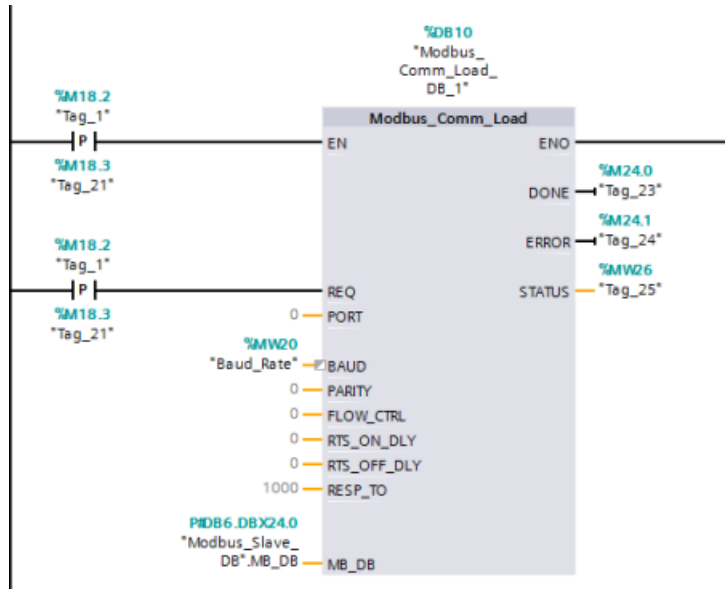 %DB10
"Modbus_
Comm_Load_
DB_1"
Modbus_Comm_Load
%M18.2
"Tag_1"
P
%M18.3
"Tag_21"
EN
ENO
%M24.0
DONE
"Tag_23"
%M24.1
ERROR
"Tag_24"
%M18.2
"Tag_1"
P
%M18.3
"Tag_21"
REQ
%MW26
STATUS
"Tag_25"
0
PORT
%MW20
"Baud_Rate"
BAUD
0
PARITY
0
FLOW_CTRL
0
RTS_ON_DLY
0
RTS_OFF_DLY
1000
RESP_TO
P#DB6.DBX24.0
"Modbus_Slave_
DB".MB_DB
MB_DB